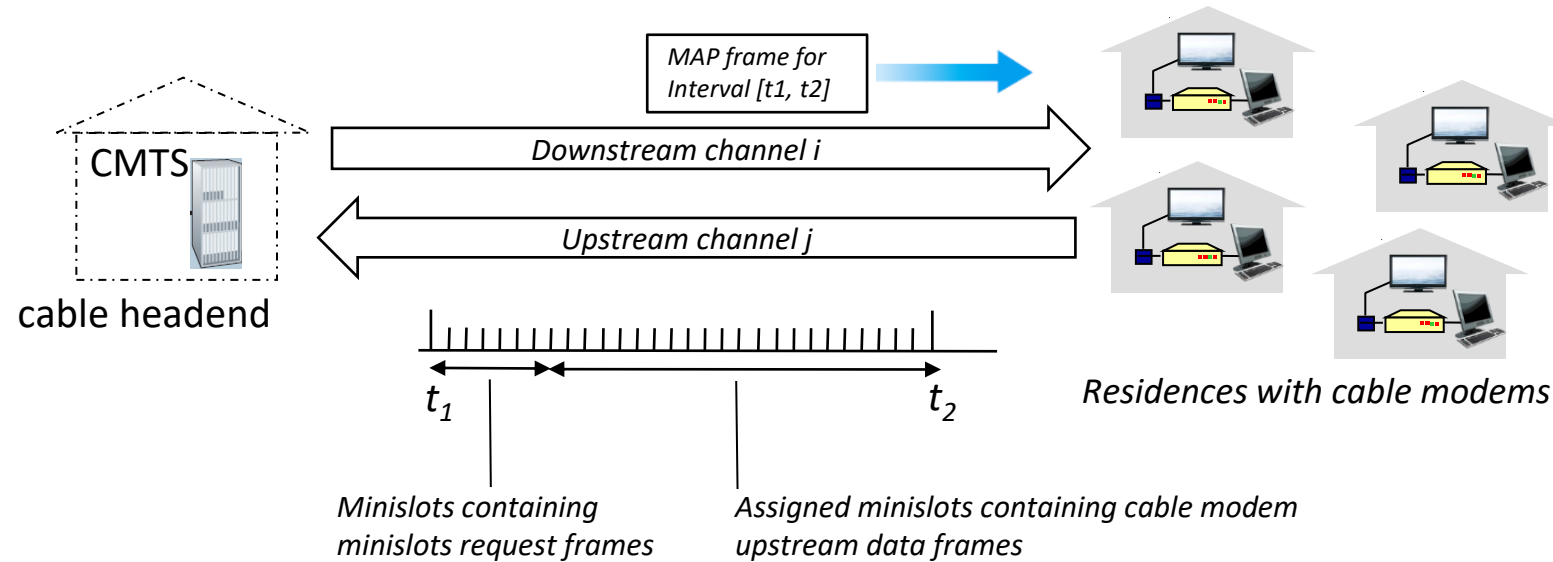 MAP frame for
Interval [t1, t2]
CMTS
Downstream channel i
Upstream channel j
cable headend
t1
t2
Residences with cable modems
Minislots containing
minislots request frames
Assigned minislots containing cable modem
upstream data frames